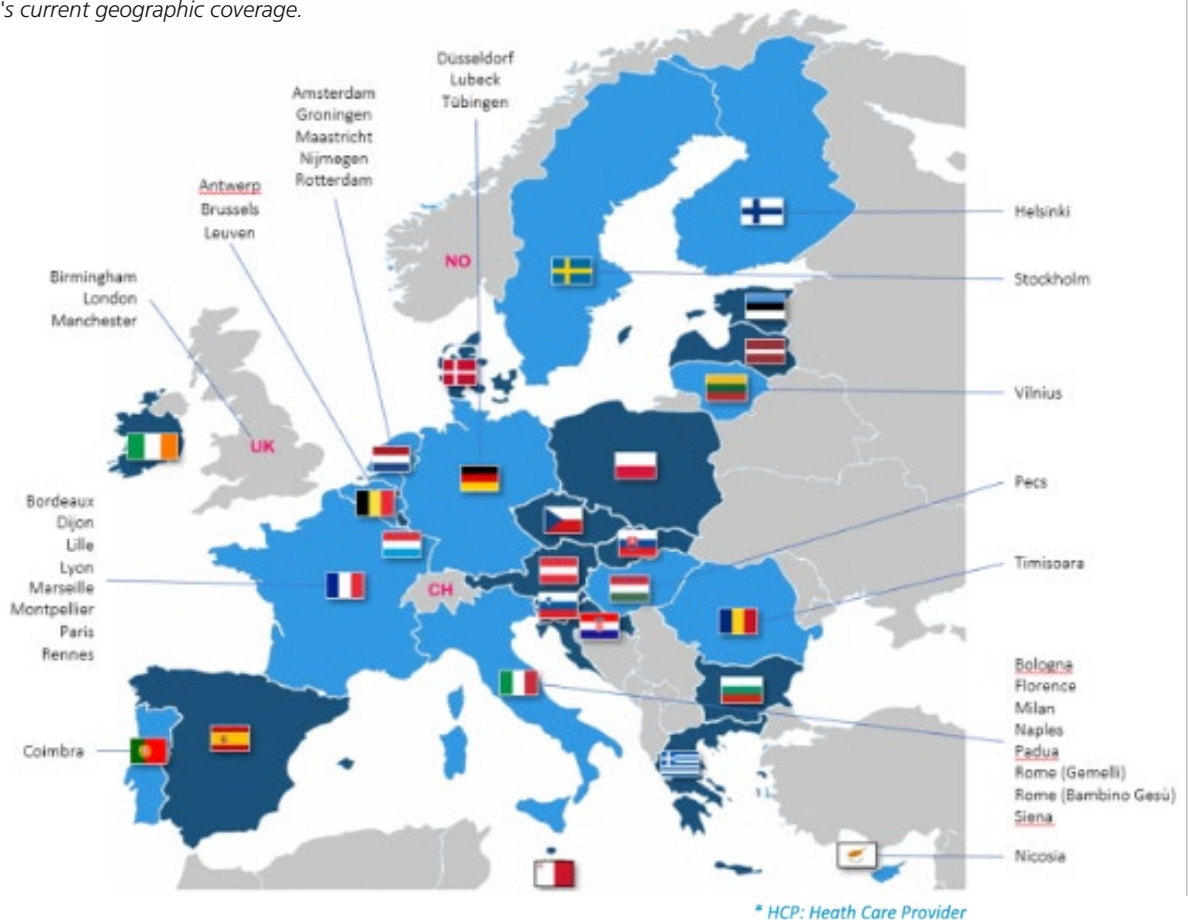 's current geographic coverage.
Düsseldorf
Lubeck
Tübingen
Amsterdam
Groningen
Maastricht
Nijmegen
Rotterdam
Antwerp
Brussels
Leuven
Birmingham
London
Manchester
Helsinki
Stockholm
Vilnius
Pecs
Timisoara
NO
UK
CH
Bordeaux
Dijon
Lille
Lyon
Marseille
Montpellier
Paris
Rennes
Coimbra
Bologna
Florence
Milan
Naples
Padua
Rome (Gemelli)
Rome (Bambino Gesù)
Siena
Nicosia
* HCP: Heath Care Provider